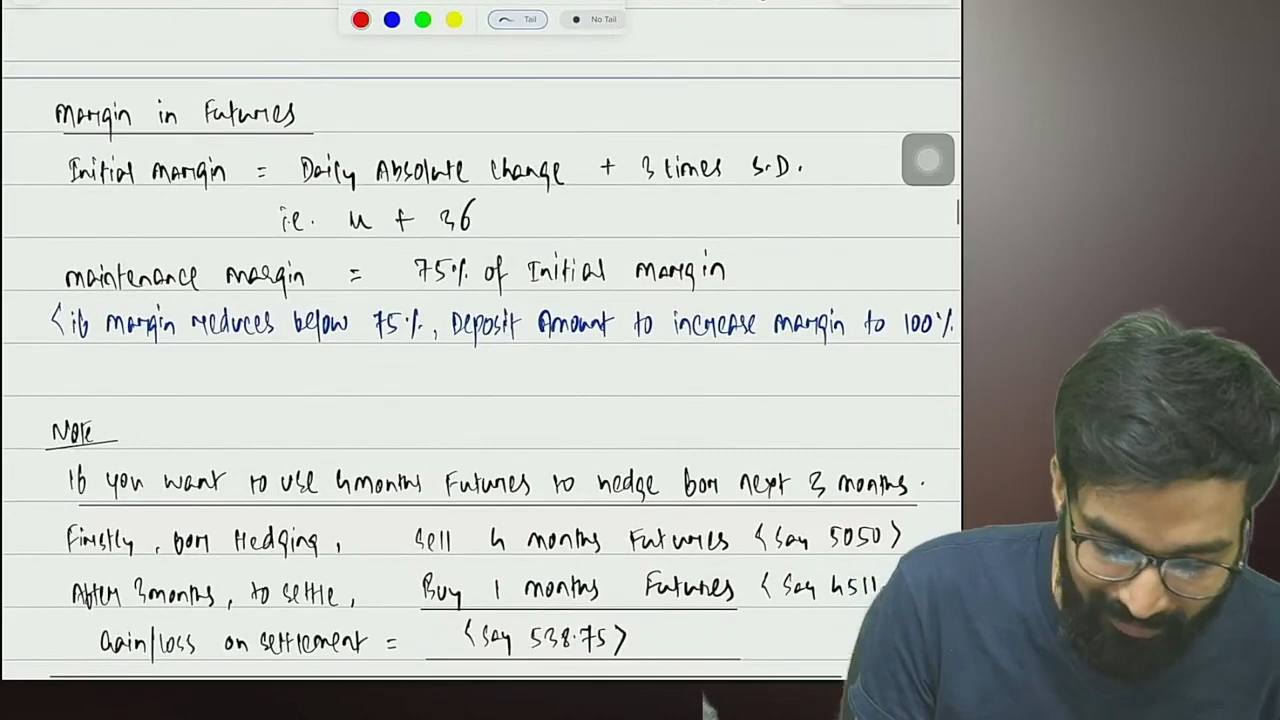 Tail
No Tail
Margin in Futures
Initial Margin = Daily Absolute Change + 3 times S.D.
i.e. μ + 3σ
Maintenance Margin = 75% of Initial Margin
<if Margin reduces below 75%, Deposit Amount to increase Margin to 100%
Note
If you want to use 4 months Futures to hedge for next 3 months.
Firstly, for Hedging, Sell 4 months Futures <Say 5050>
After 3 months, to settle, Buy 1 months Futures <Say 4511
Gain/loss on settlement = <Say 538.75>